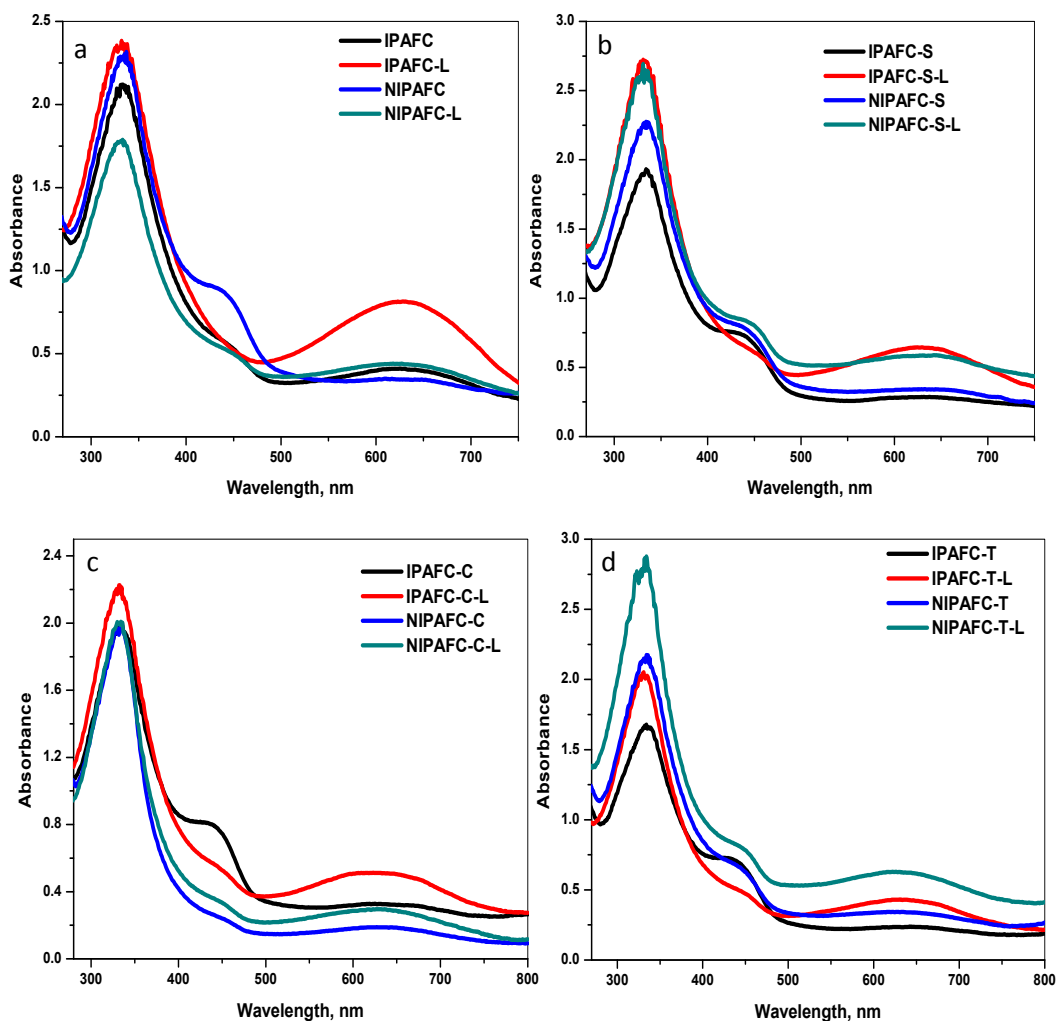 a
IPAFC
IPAFC-L
NIPAFC
NIPAFC-L
2.5
2.0
1.5
1.0
0.5
0.0
Absorbance
300 400 500 600 700
Wavelength, nm
b
IPAFC-S
IPAFC-S-L
NIPAFC-S
NIPAFC-S-L
3.0
2.5
2.0
1.5
1.0
0.5
0.0
Absorbance
300 400 500 600 700
Wavelength, nm
c
IPAFC-C
IPAFC-C-L
NIPAFC-C
NIPAFC-C-L
2.4
2.0
1.6
1.2
0.8
0.4
0.0
Absorbance
300 400 500 600 700 800
Wavelength, nm
d
IPAFC-T
IPAFC-T-L
NIPAFC-T
NIPAFC-T-L
3.0
2.5
2.0
1.5
1.0
0.5
0.0
Absorbance
300 400 500 600 700 800
Wavelength, nm